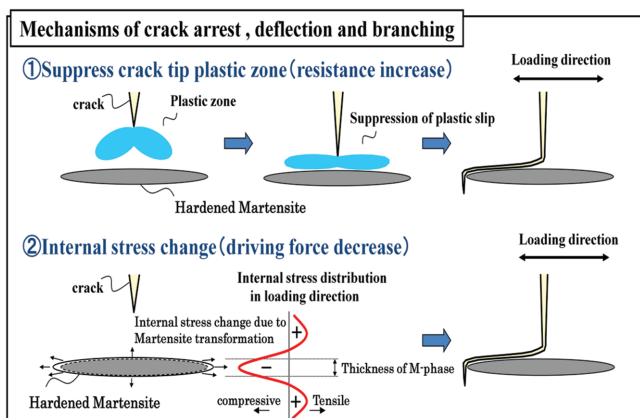 Mechanisms of crack arrest , deflection and branching
①Suppress crack tip plastic zone(resistance increase)
Loading direction
crack
Plastic zone
Suppression of plastic slip
Hardened Martensite
②Internal stress change(driving force decrease)
Loading direction
crack
Internal stress distribution
in loading direction
Internal stress change due to
Martensite transformation
+
−
Thickness of M-phase
Hardened Martensite
compressive
+
Tensile